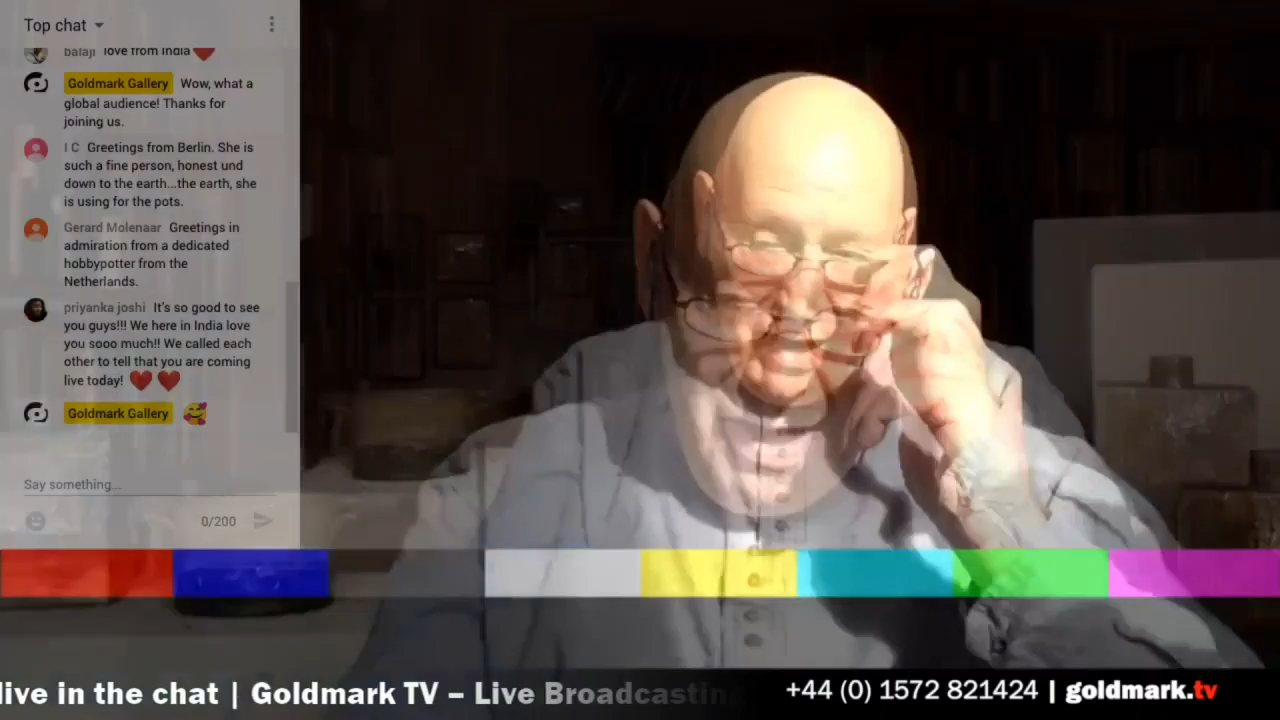 Top chat
balaji love from India
Goldmark Gallery Wow, what a
global audience! Thanks for
joining us.
I C Greetings from Berlin. She is
such a fine person, honest und
down to the earth...the earth, she
is using for the pots.
Gerard Molenaar Greetings in
admiration from a dedicated
hobbypotter from the
Netherlands.
priyanka joshi It's so good to see
you guys!!! We here in India love
you sooo much!! We called each
other to tell that you are coming
live today!
Goldmark Gallery
Say something...
0/200
live in the chat | Goldmark TV – Live Broadcasting
+44 (0) 1572 821424 | goldmark.tv